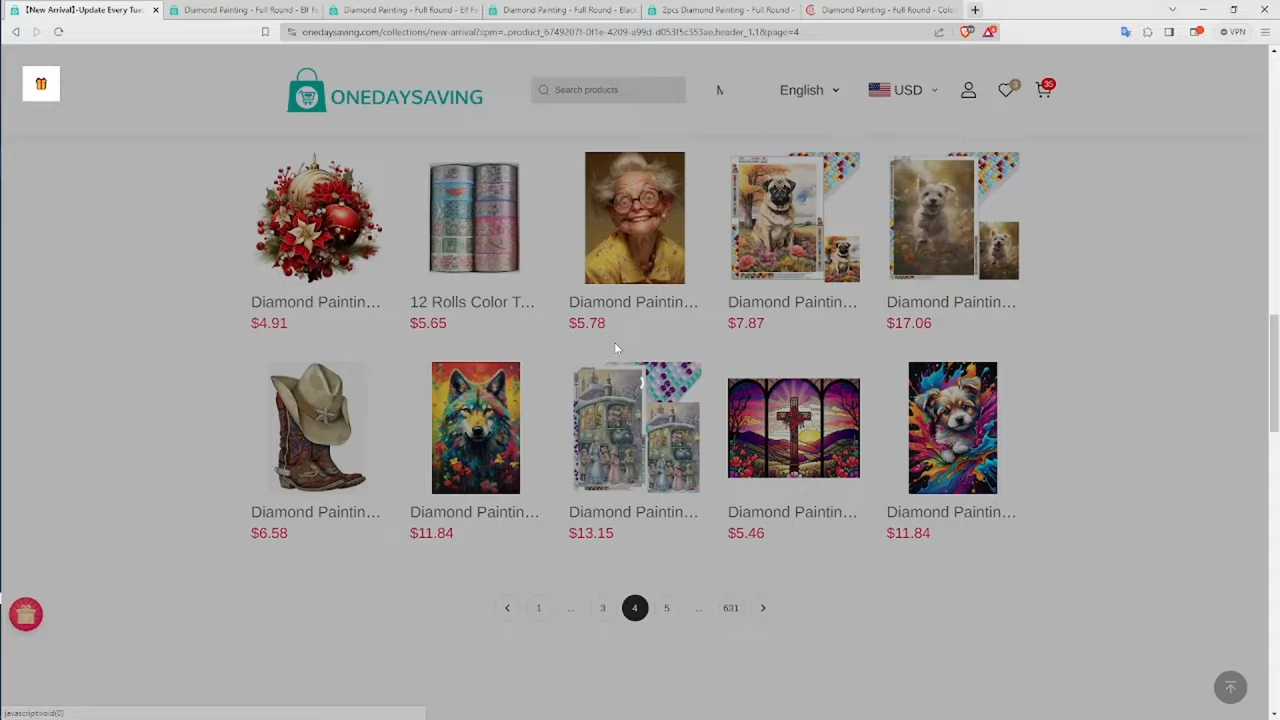 【New Arrival】-Update Every Tue
Diamond Painting - Full Round - Elf F
Diamond Painting - Full Round - Elf F
Diamond Painting - Full Round - Black
2pcs Diamond Painting - Full Round -
Diamond Painting - Full Round - Color
onedaysaving.com/collections/new-arrival?spm=..product_6749207f-0f1e-4209-a99d-d053f5c353ae.header_1.1&page=4
VPN
ONEDAYSAVING
Search products
English
USD
3
35
Diamond Paintin...
12 Rolls Color T...
Diamond Paintin...
Diamond Paintin...
Diamond Paintin...
$4.91
$5.65
$5.78
$7.87
$17.06
Diamond Paintin...
Diamond Paintin...
Diamond Paintin...
Diamond Paintin...
Diamond Paintin...
$6.58
$11.84
$13.15
$5.46
$11.84
1 ... 3 4 5 ... 631
javascript:void(0)